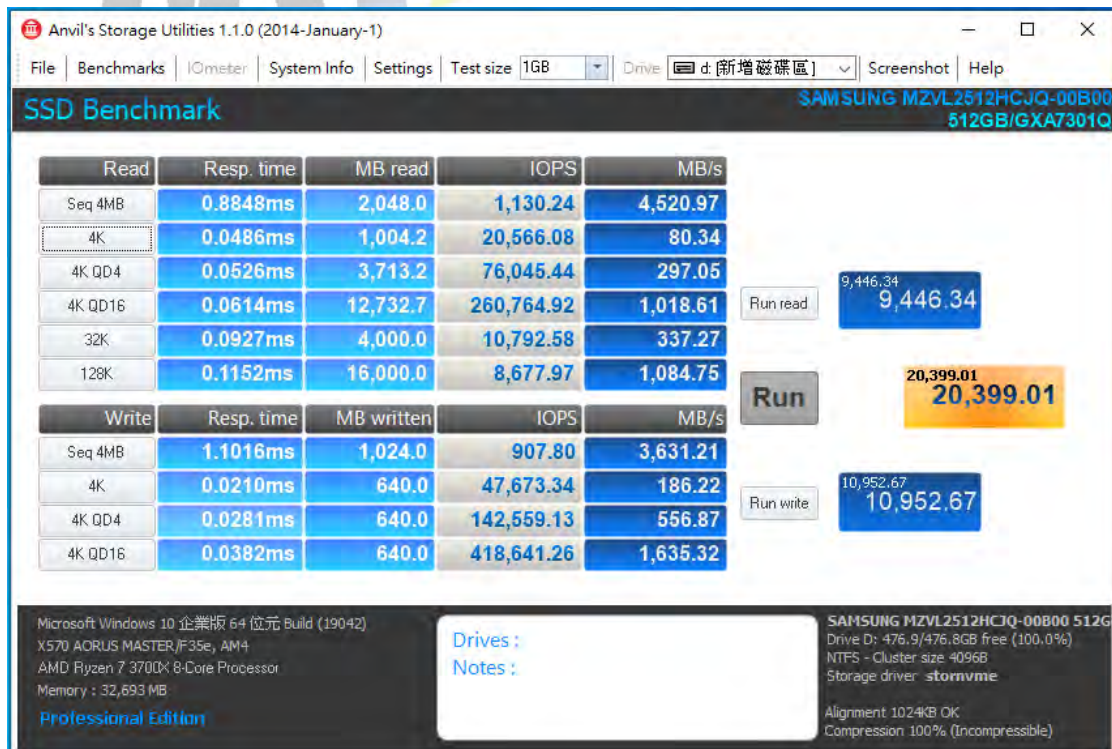 Anvil's Storage Utilities 1.1.0 (2014-January-1)
File Benchmarks IOmeter System Info Settings Test size 1GB Drive d: [新增磁碟區] Screenshot Help
SSD Benchmark
SAMSUNG MZVL2512HCJQ-00B00
512GB/GXA7301Q
Read Resp. time MB read IOPS MB/s
Seq 4MB 0.8848ms 2,048.0 1,130.24 4,520.97
4K 0.0486ms 1,004.2 20,566.08 80.34
4K QD4 0.0526ms 3,713.2 76,045.44 297.05
4K QD16 0.0614ms 12,732.7 260,764.92 1,018.61
32K 0.0927ms 4,000.0 10,792.58 337.27
128K 0.1152ms 16,000.0 8,677.97 1,084.75
Run read
9,446.34
9,446.34
Run
20,399.01
20,399.01
Write Resp. time MB written IOPS MB/s
Seq 4MB 1.1016ms 1,024.0 907.80 3,631.21
4K 0.0210ms 640.0 47,673.34 186.22
4K QD4 0.0281ms 640.0 142,559.13 556.87
4K QD16 0.0382ms 640.0 418,641.26 1,635.32
Run write
10,952.67
10,952.67
Microsoft Windows 10 企業版 64 位元 Build (19042)
X570 AORUS MASTER/F35e, AM4
AMD Ryzen 7 3700X 8-Core Processor
Memory : 32,693 MB
Professional Edition
Drives :
Notes :
SAMSUNG MZVL2512HCJQ-00B00 512G
Drive D: 476.9/476.8GB free (100.0%)
NTFS - Cluster size 4096B
Storage driver stornvme
Alignment 1024KB OK
Compression 100% (Incompressible)